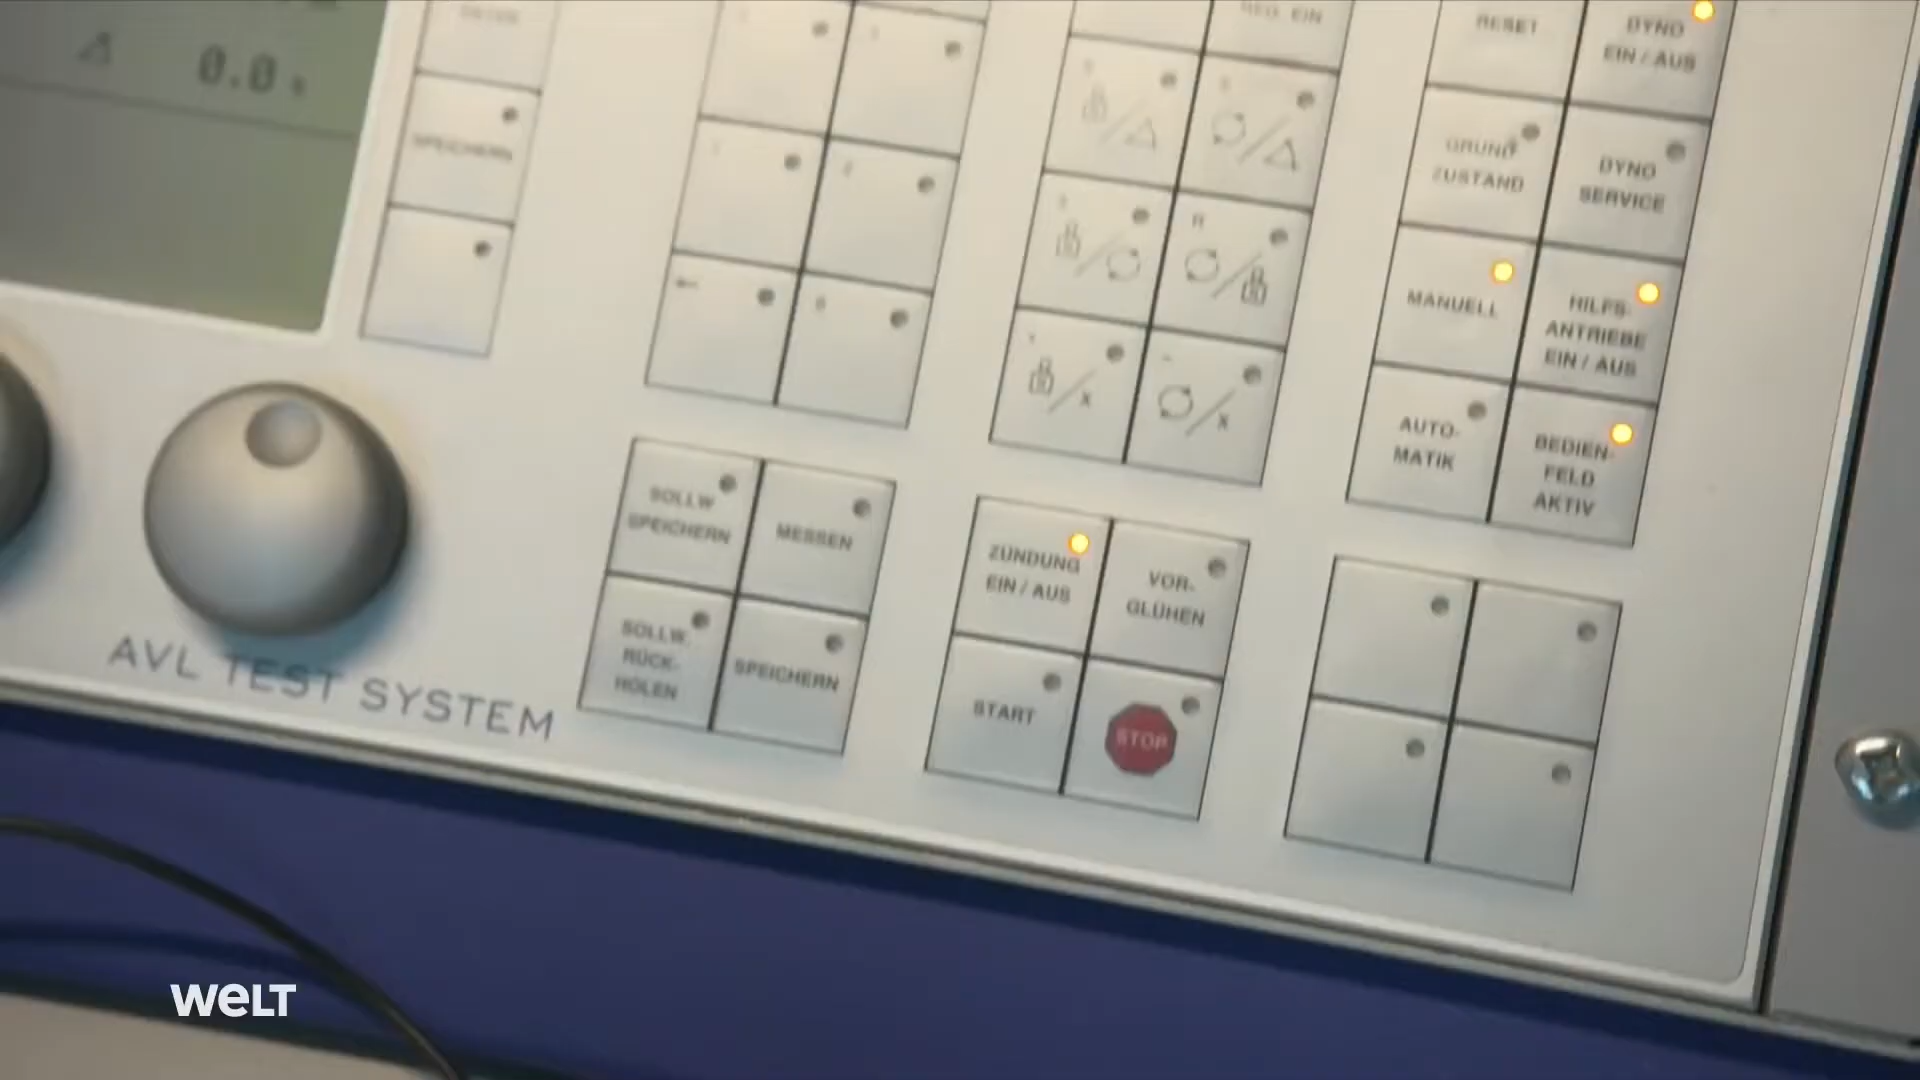 0.0
SPEICHERN
REG. EIN
RESET
DYNO
EIN / AUS
GRUND
ZUSTAND
DYNO
SERVICE
MANUELL
HILFS-
ANTRIEBE
EIN / AUS
AUTO-
MATIK
BEDIEN-
FELD
AKTIV
SOLLW
SPEICHERN
MESSEN
SOLLW.
RÜCK-
HOLEN
SPEICHERN
ZÜNDUNG
EIN / AUS
VOR-
GLÜHEN
START
STOP
AVL TEST SYSTEM
WELT